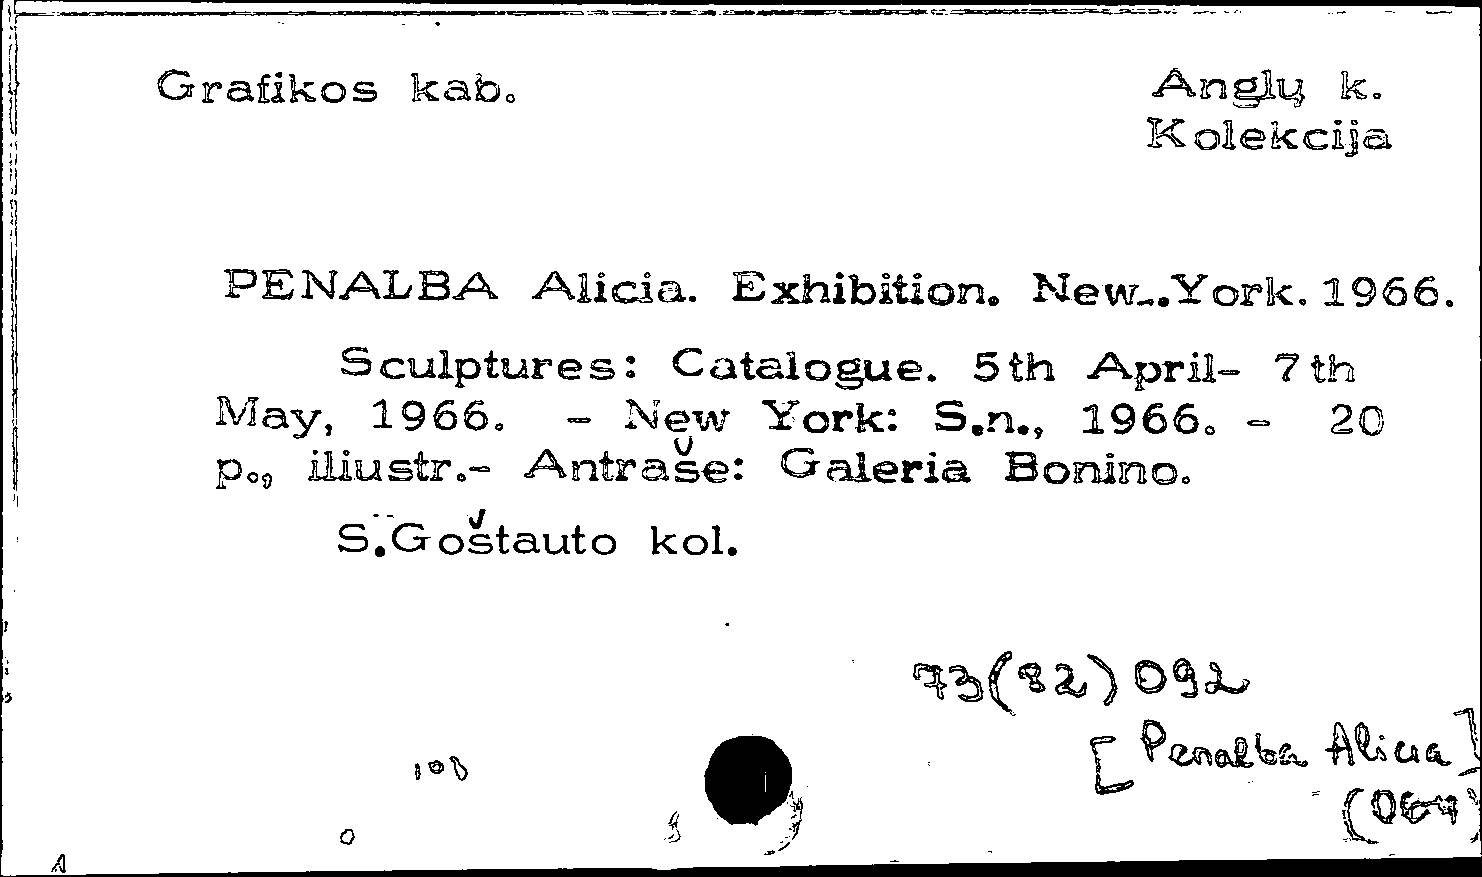 Grafikos kab.
Anglų k.
Kolekcija
PENALBA Alicia. Exhibition. New York. 1966.
Sculptures: Catalogue. 5th April- 7th
May, 1966. - New York: S.n., 1966. - 20
p., iliustr.- Antraše: Galeria Bonino.
S.Goštauto kol.
73(82)092
[Penalba Alicia]
(064)